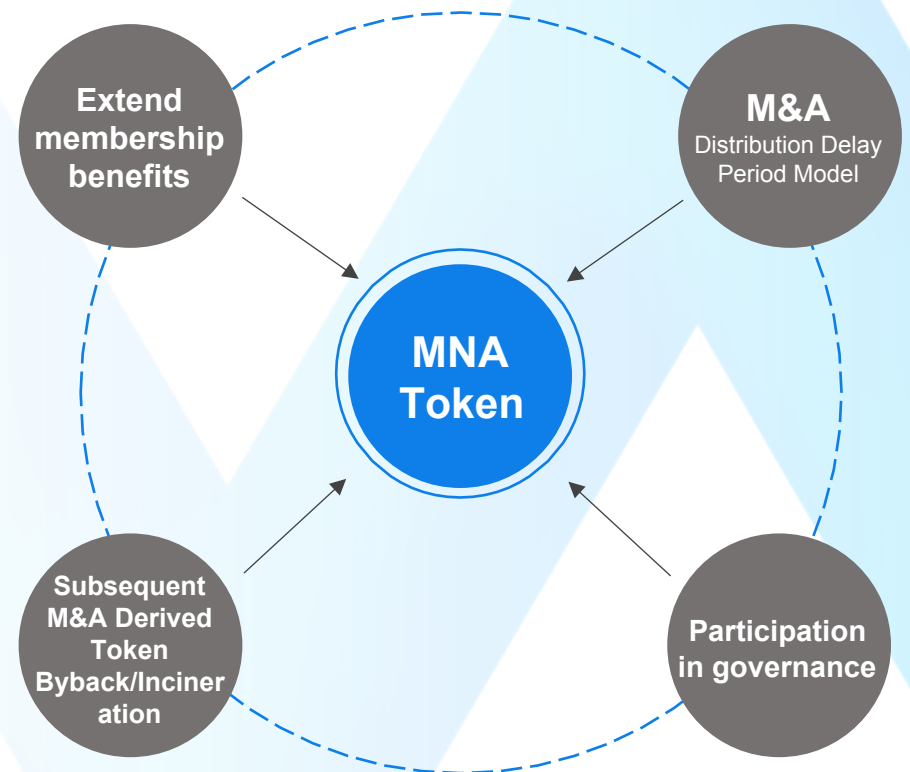 Extend
membership
benefits
M&A
Distribution Delay
Period Model
MNA
Token
Subsequent
M&A Derived
Token
Byback/Inciner
ation
Participation
in governance